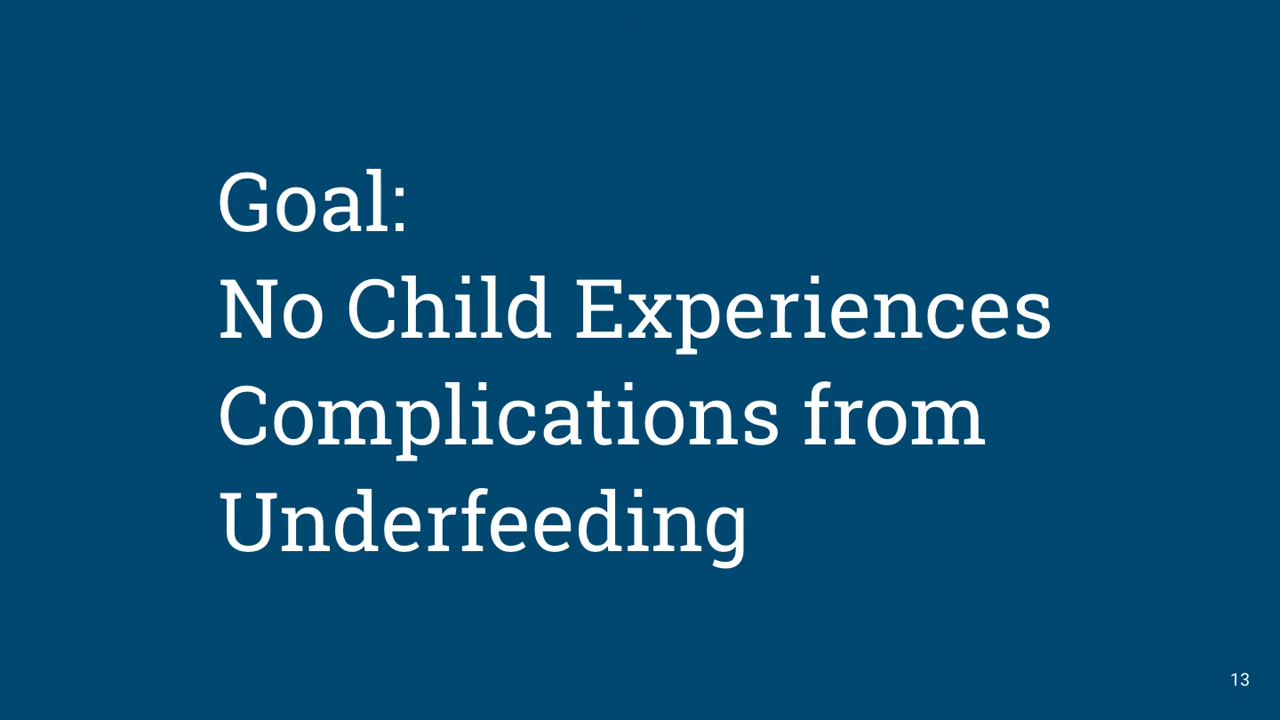 Goal:
No Child Experiences
Complications from
Underfeeding
13